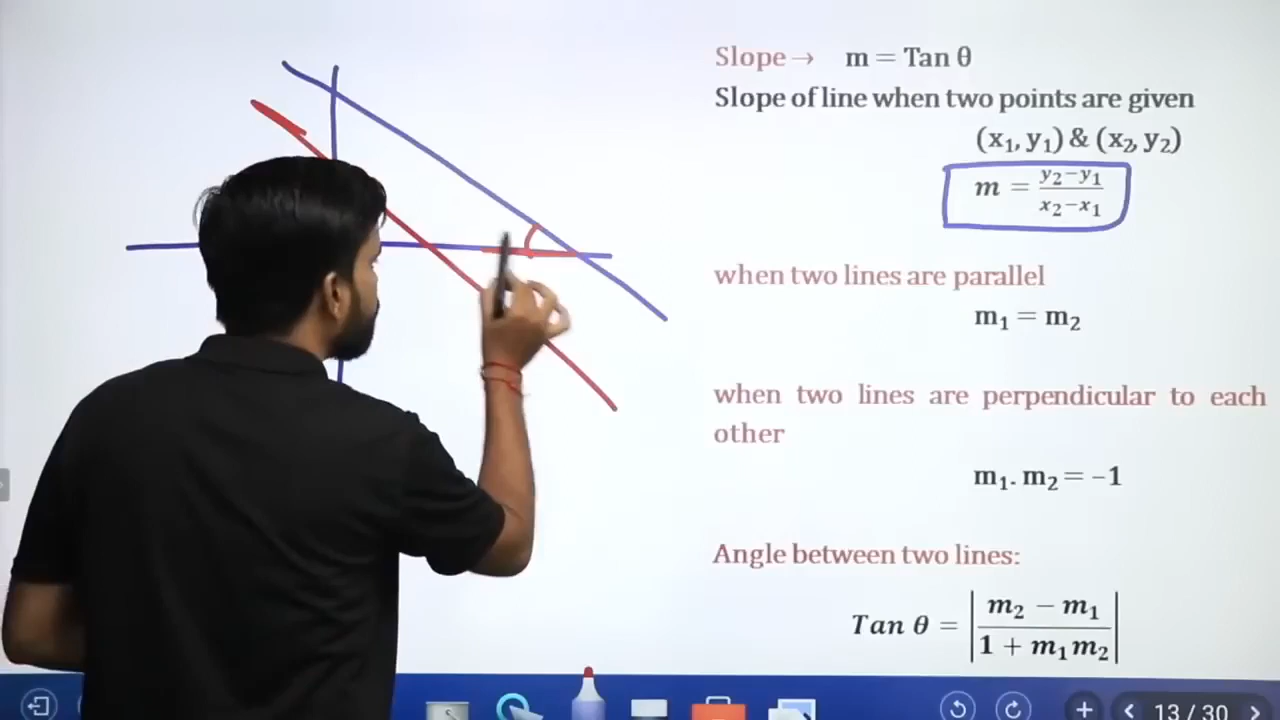 Slope → m = Tan θ
Slope of line when two points are given
(x₁, y₁) & (x₂, y₂)
m = y₂−y₁ / x₂−x₁
when two lines are parallel
m₁ = m₂
when two lines are perpendicular to each
other
m₁. m₂ = −1
Angle between two lines:
Tan θ = | m₂ − m₁ / 1 + m₁m₂ |
13 / 30